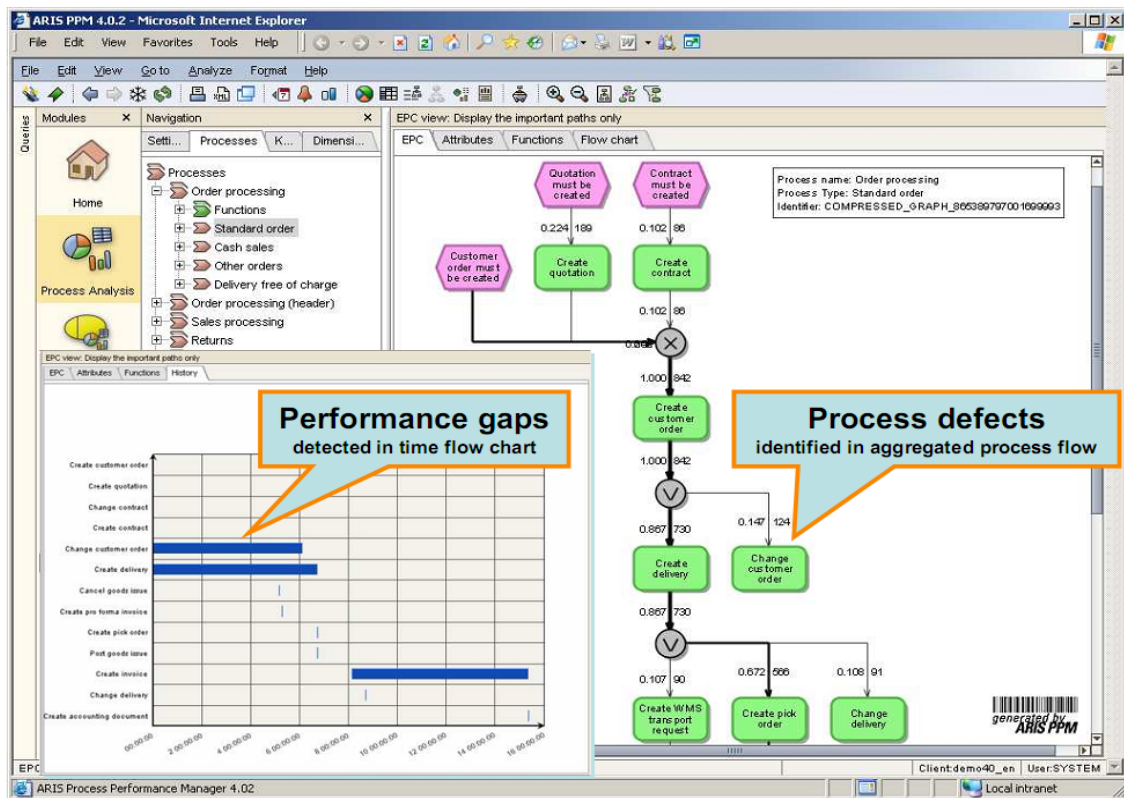 ARIS PPM 4.0.2 - Microsoft Internet Explorer
File Edit View Favorites Tools Help
File Edit View Go to Analyze Format Help
Queries
Modules
Home
Process Analysis
Navigation
Setti... Processes K... Dimensi...
Processes
Order processing
Functions
Standard order
Cash sales
Other orders
Delivery free of charge
Order processing (header)
Sales processing
Returns
EPC view: Display the important paths only
EPC Attributes Functions Flow chart
Process name: Order processing
Process Type: Standard order
Identifier: COMPRESSED_GRAPH_865389797001699993
Quotation
must be
created
Contract
must be
created
0.224 189
0.102 86
Customer
order must
be created
Create
quotation
Create
contract
0.102 86
1.000 842
Create
customer
order
1.000 842
0.867 730
0.147 124
Create
delivery
Change
customer
order
0.867 730
0.107 90
0.672 566
0.108 91
Create WMS
transport
request
Create pick
order
Change
delivery
generated by
ARIS PPM
EPC view: Display the important paths only
EPC Attributes Functions History
Performance gaps
detected in time flow chart
Process defects
identified in aggregated process flow
Create customer order
Create quotation
Change contract
Create contract
Change customer order
Create delivery
Cancel goods issue
Create pro forma invoice
Create pick order
Post goods issue
Create invoice
Change delivery
Create accounting document
00:00:00 2 00:00:00 4 00:00:00 6 00:00:00 8 00:00:00 10 00:00:00 12 00:00:00 14 00:00:00 16 00:00:00
EPC
Client:demo40_en User:SYSTEM
ARIS Process Performance Manager 4.02
Local intranet